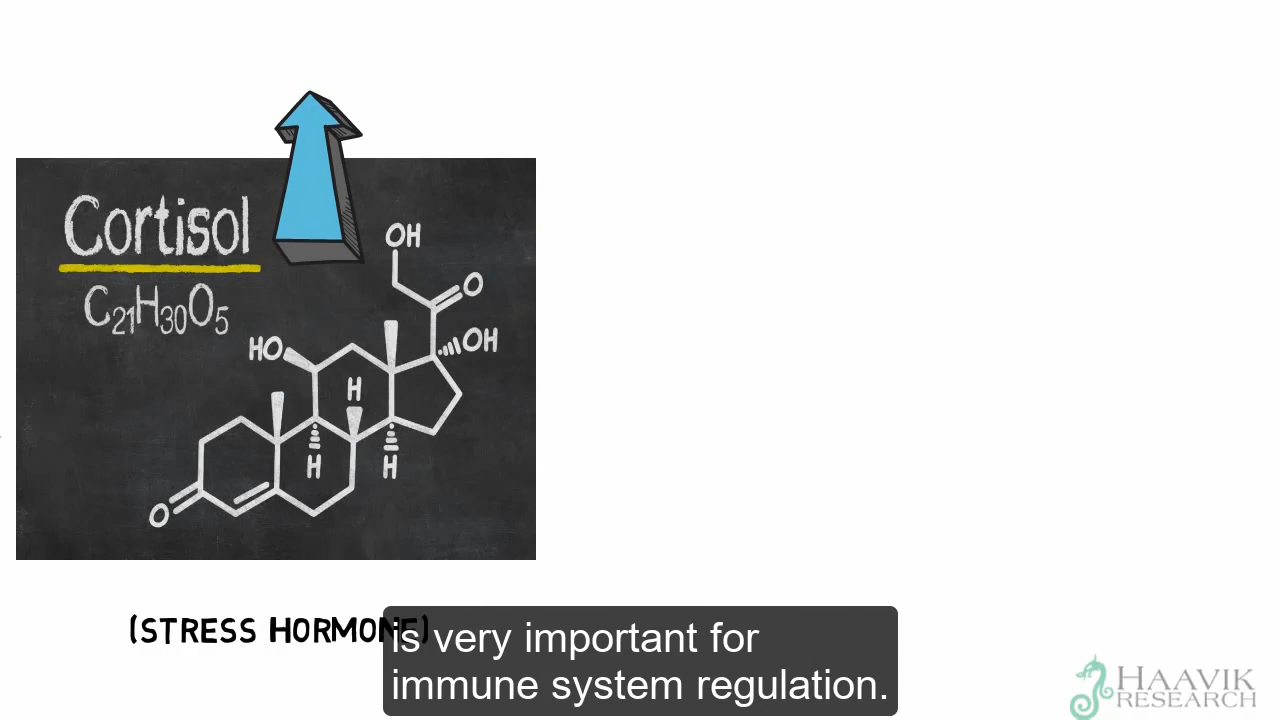 Cortisol
C21H30O5
OH
O
HO
OH
H
H
H
O
(STRESS HORMONE)
is very important for
immune system regulation.
HAAVIK
RESEARCH